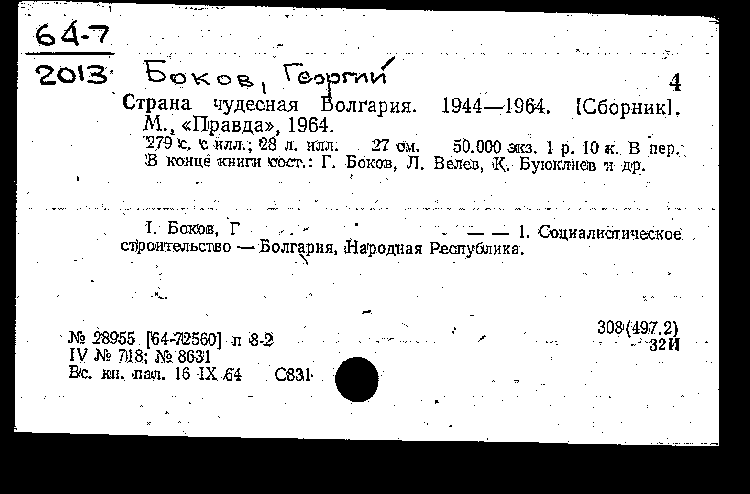 64-7
2013 Боков, Георгий
4
Страна чудесная Болгария. 1944—1964. [Сборник].
М., «Правда», 1964.
279 с. с илл.; 28 л. илл. 27 см. 50.000 экз. 1 р. 10 к. В пер.
В конце книги сост.: Г. Боков, Л. Велев, К. Буюклиев и др.
I. Боков, Г — — 1. Социалистическое
строительство — Болгария, Народная Республика.
308(497.2)
№ 28955 [64-72560] п 8-2
32И
IV № 718; № 8631
Вс. кн. пал. 16 IX 64 С831